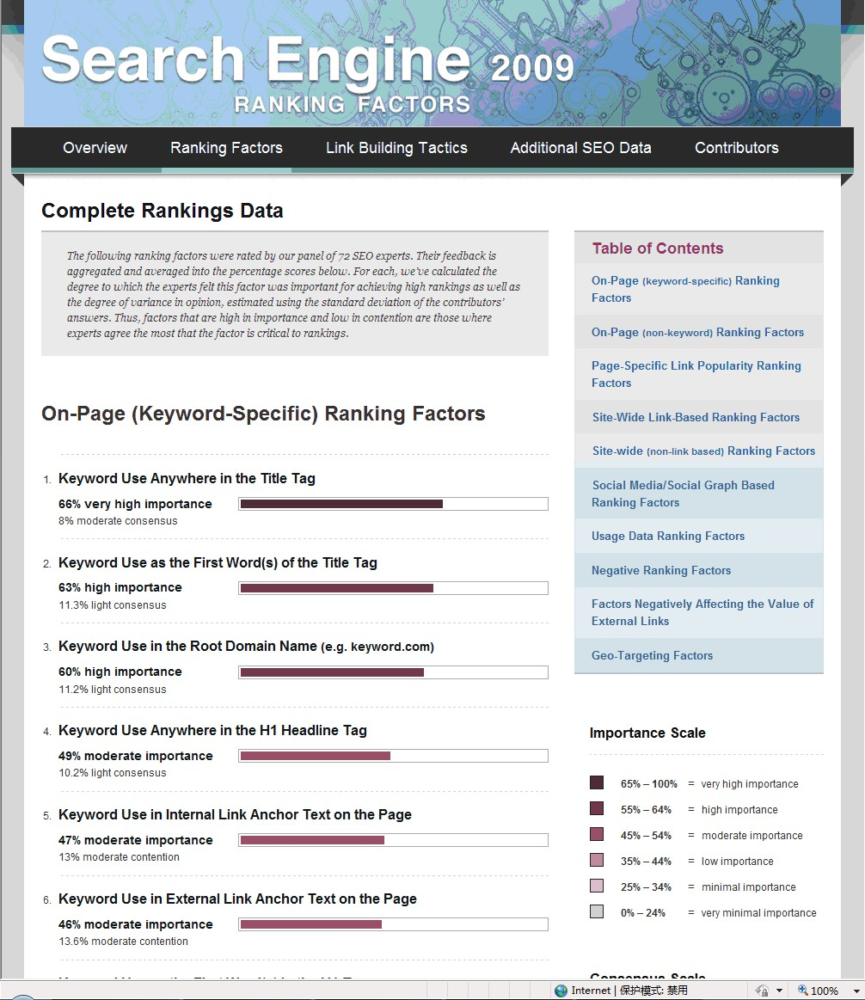 Search Engine 2009
RANKING FACTORS
Overview Ranking Factors Link Building Tactics Additional SEO Data Contributors
Complete Rankings Data
The following ranking factors were rated by our panel of 72 SEO experts. Their feedback is
aggregated and averaged into the percentage scores below. For each, we've calculated the
degree to which the experts felt this factor was important for achieving high rankings as well as
the degree of variance in opinion, estimated using the standard deviation of the contributors'
answers. Thus, factors that are high in importance and low in contention are those where
experts agree the most that the factor is critical to rankings.
On-Page (Keyword-Specific) Ranking Factors
1. Keyword Use Anywhere in the Title Tag
66% very high importance
8% moderate consensus
2. Keyword Use as the First Word(s) of the Title Tag
63% high importance
11.3% light consensus
3. Keyword Use in the Root Domain Name (e.g. keyword.com)
60% high importance
11.2% light consensus
4. Keyword Use Anywhere in the H1 Headline Tag
49% moderate importance
10.2% light consensus
5. Keyword Use in Internal Link Anchor Text on the Page
47% moderate importance
13% moderate contention
6. Keyword Use in External Link Anchor Text on the Page
46% moderate importance
13.6% moderate contention
Table of Contents
On-Page (keyword-specific) Ranking
Factors
On-Page (non-keyword) Ranking Factors
Page-Specific Link Popularity Ranking
Factors
Site-Wide Link-Based Ranking Factors
Site-wide (non-link based) Ranking Factors
Social Media/Social Graph Based
Ranking Factors
Usage Data Ranking Factors
Negative Ranking Factors
Factors Negatively Affecting the Value of
External Links
Geo-Targeting Factors
Importance Scale
65% – 100% = very high importance
55% – 64% = high importance
45% – 54% = moderate importance
35% – 44% = low importance
25% – 34% = minimal importance
0% – 24% = very minimal importance
Consensus Scale
Internet | 保护模式: 禁用
100%